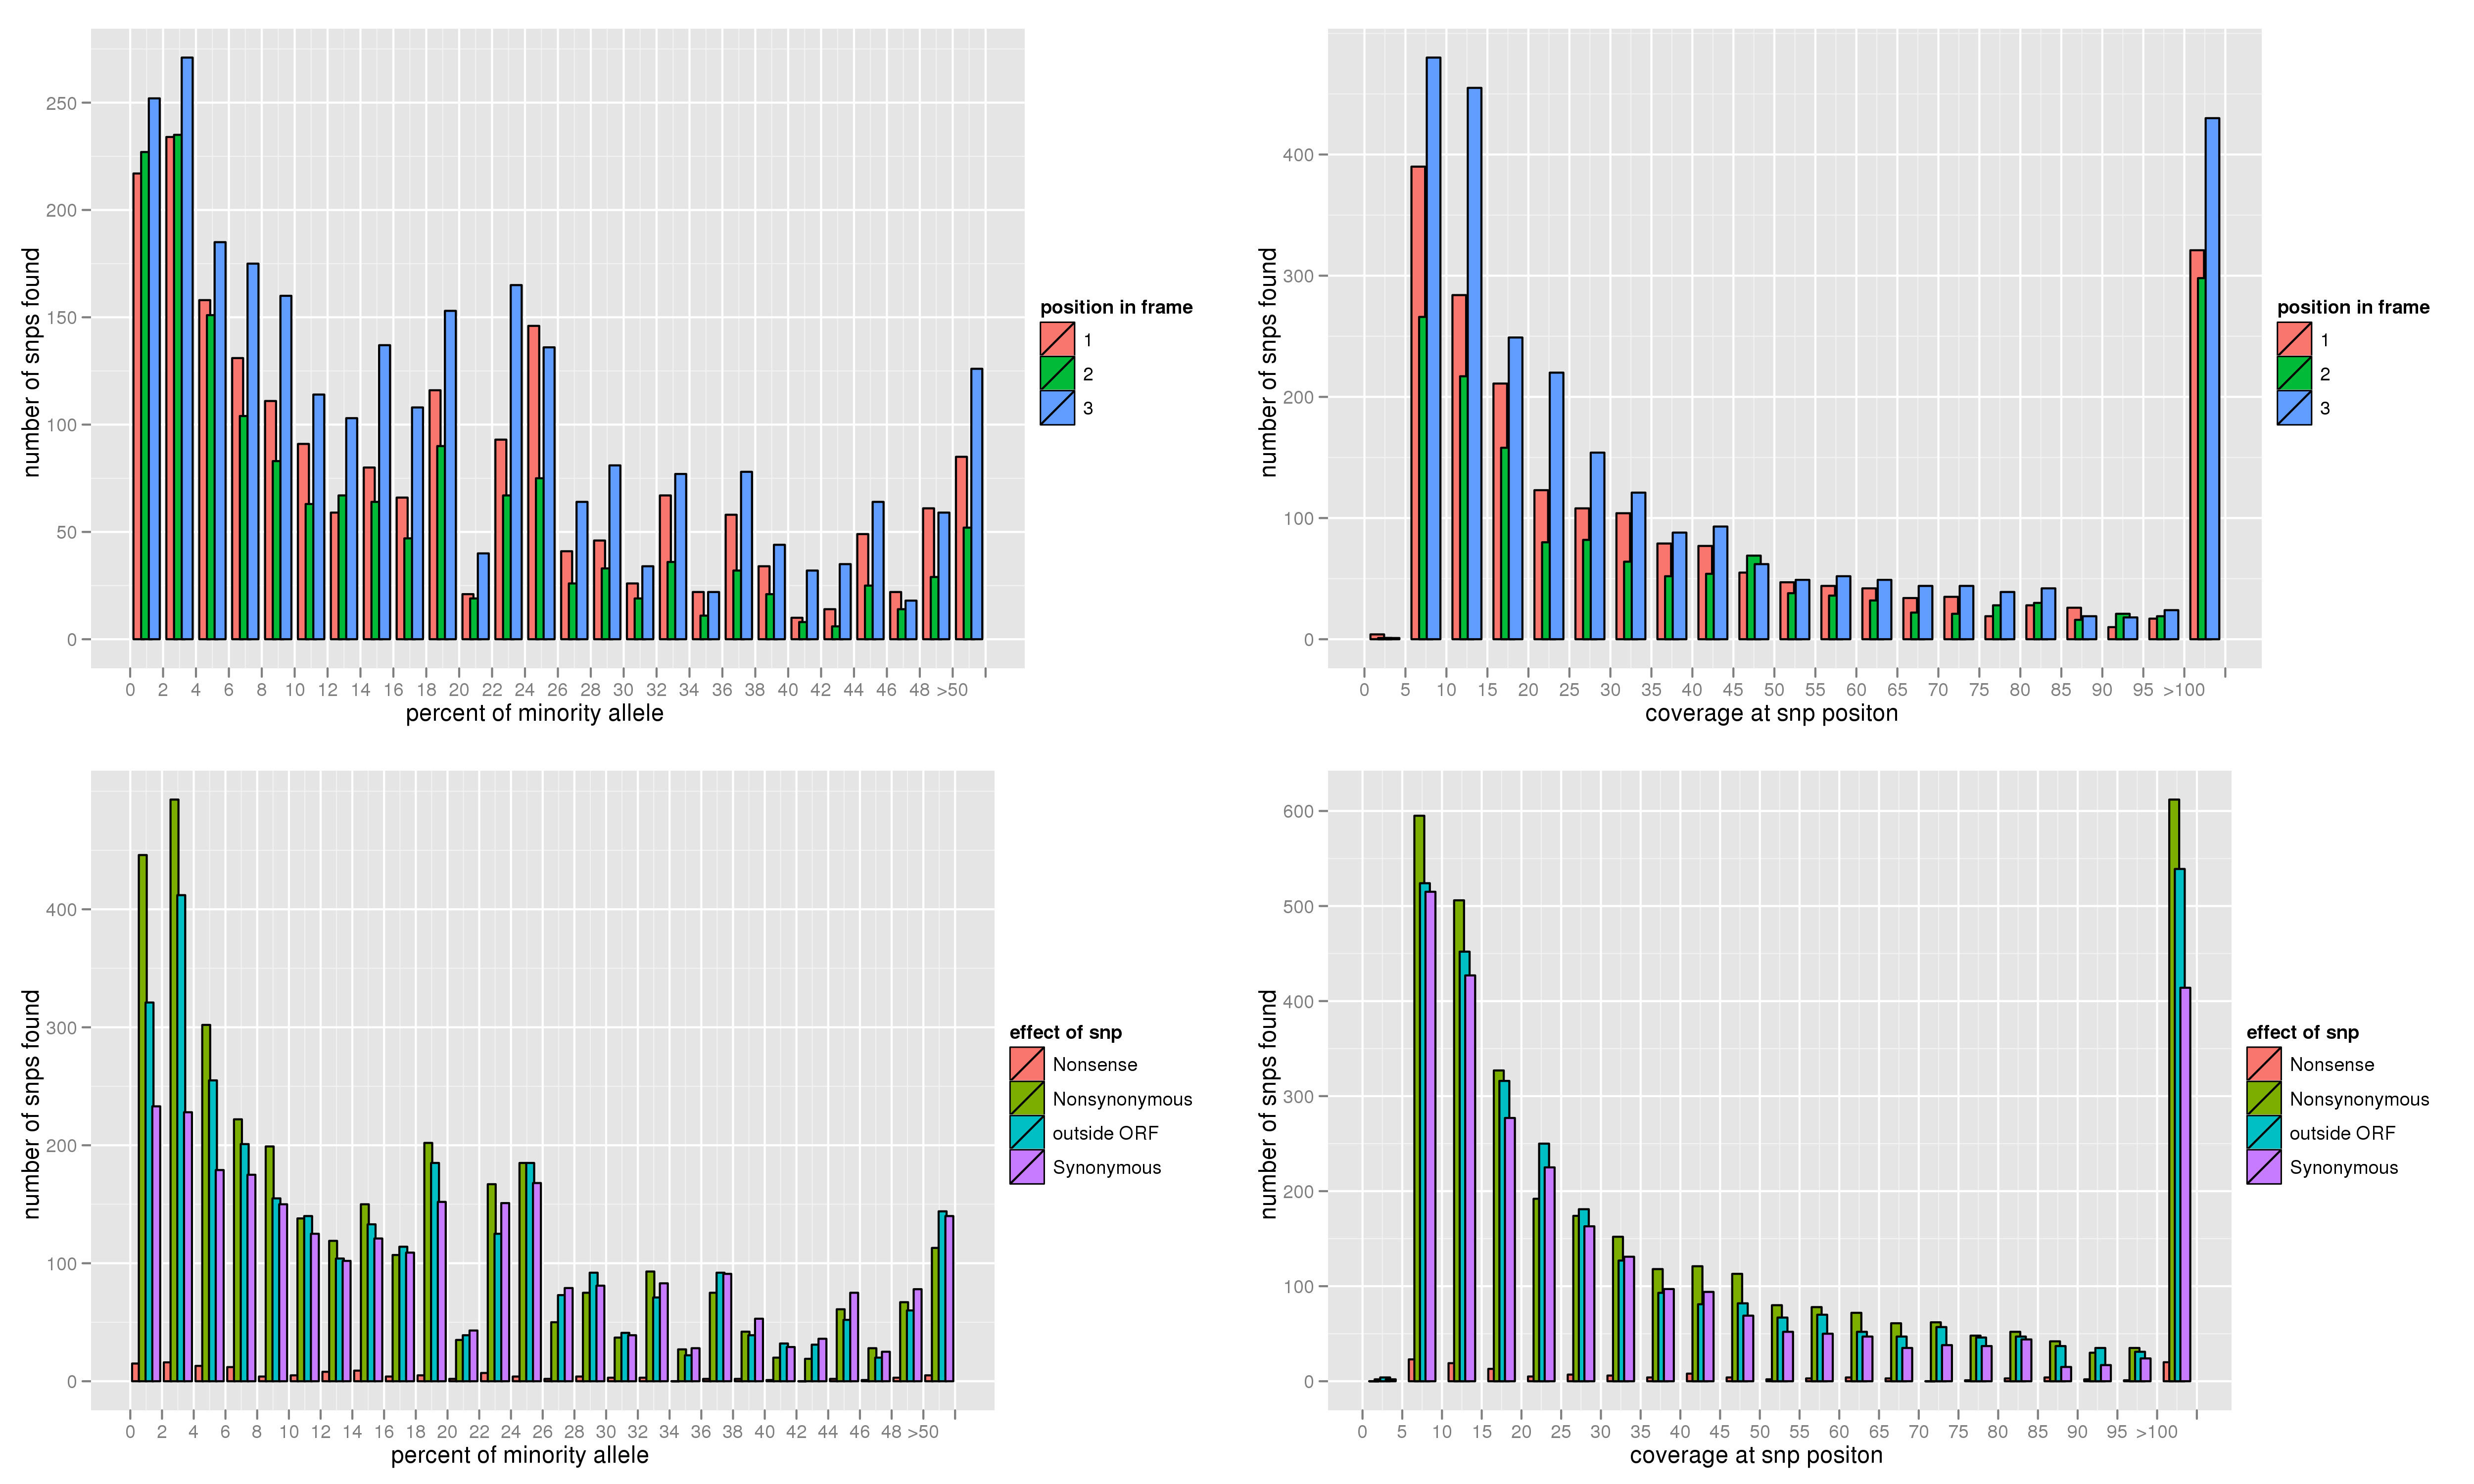 250
200
150
100
50
0
number of snps found
0 2 4 6 8 10 12 14 16 18 20 22 24 26 28 30 32 34 36 38 40 42 44 46 48 >50
percent of minority allele
position in frame
1
2
3
400
300
200
100
0
number of snps found
0 5 10 15 20 25 30 35 40 45 50 55 60 65 70 75 80 85 90 95 >100
coverage at snp positon
position in frame
1
2
3
400
300
200
100
0
number of snps found
0 2 4 6 8 10 12 14 16 18 20 22 24 26 28 30 32 34 36 38 40 42 44 46 48 >50
percent of minority allele
effect of snp
Nonsense
Nonsynonymous
outside ORF
Synonymous
600
500
400
300
200
100
0
number of snps found
0 5 10 15 20 25 30 35 40 45 50 55 60 65 70 75 80 85 90 95 >100
coverage at snp positon
effect of snp
Nonsense
Nonsynonymous
outside ORF
Synonymous